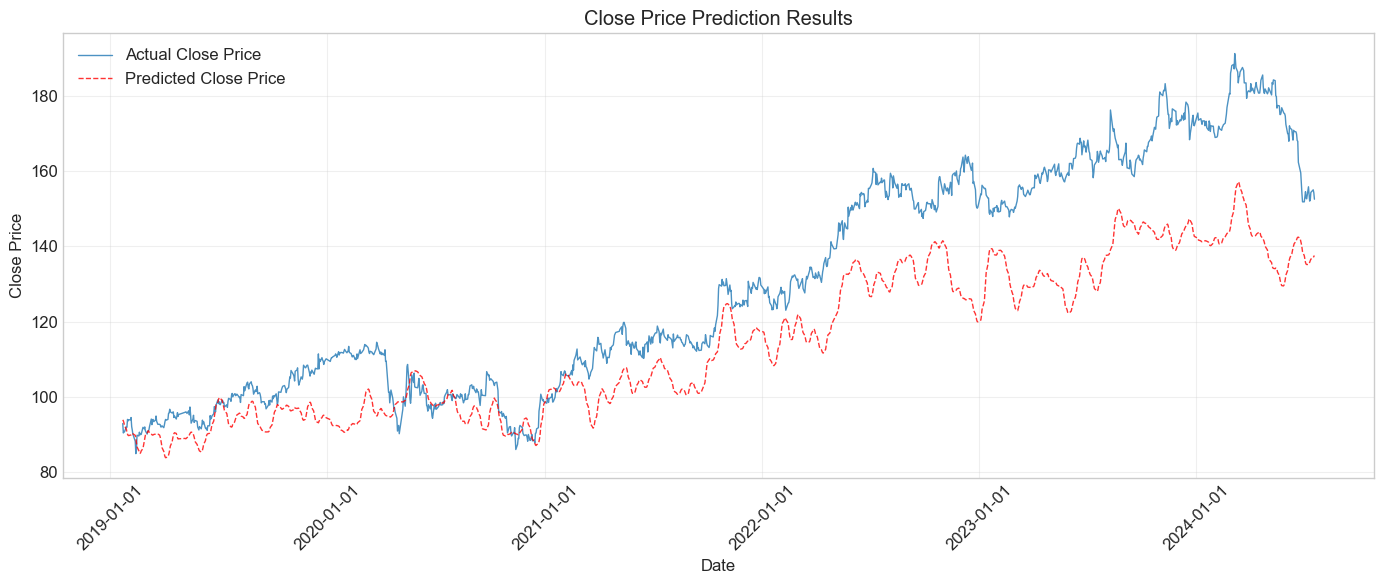 Close Price Prediction Results
Actual Close Price
Predicted Close Price
Close Price
180
160
140
120
100
80
2019-01-01
2020-01-01
2021-01-01
2022-01-01
2023-01-01
2024-01-01
Date